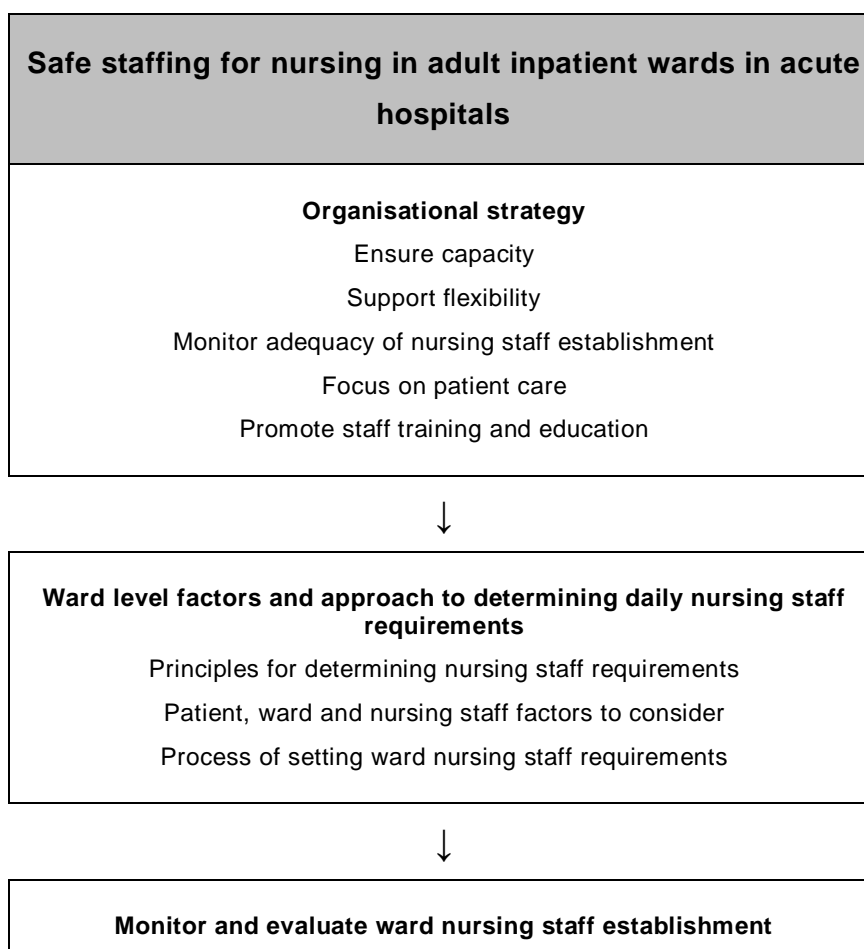 Safe staffing for nursing in adult inpatient wards in acute
hospitals
Organisational strategy
Ensure capacity
Support flexibility
Monitor adequacy of nursing staff establishment
Focus on patient care
Promote staff training and education
↓
Ward level factors and approach to determining daily nursing staff
requirements
Principles for determining nursing staff requirements
Patient, ward and nursing staff factors to consider
Process of setting ward nursing staff requirements
↓
Monitor and evaluate ward nursing staff establishment